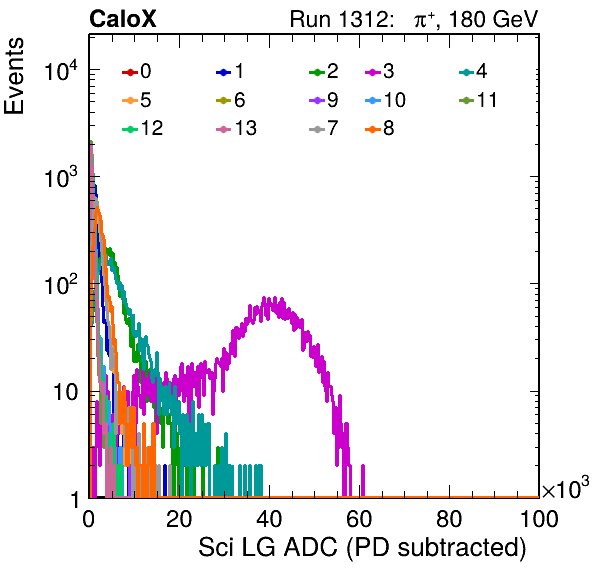 CaloX Run 1312: π⁺, 180 GeV
Events
10⁴
10³
10²
10
1
0 1 2 3 4
5 6 9 10 11
12 13 7 8
0 20 40 60 80 100
×10³
Sci LG ADC (PD subtracted)